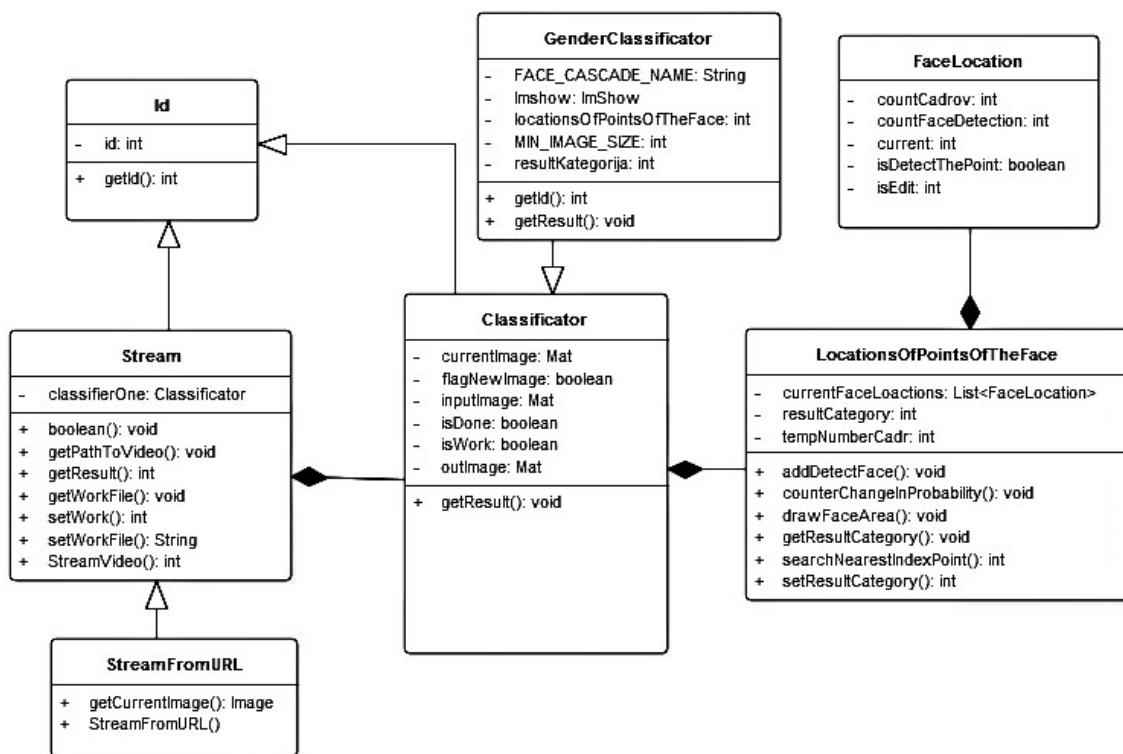 Id
- id: int
+ getId(): int
GenderClassificator
- FACE_CASCADE_NAME: String
- Imshow: ImShow
- locationsOfPointsOfTheFace: int
- MIN_IMAGE_SIZE: int
- resultKategorija: int
+ getId(): int
+ getResult(): void
FaceLocation
- countCadrov: int
- countFaceDetection: int
- current: int
- isDetectThePoint: boolean
- isEdit: int
Stream
- classifierOne: Classificator
+ boolean(): void
+ getPathToVideo(): void
+ getResult(): int
+ getWorkFile(): void
+ setWork(): int
+ setWorkFile(): String
+ StreamVideo(): int
Classificator
- currentImage: Mat
- flagNewImage: boolean
- inputImage: Mat
- isDone: boolean
- isWork: boolean
- outImage: Mat
+ getResult(): void
LocationsOfPointsOfTheFace
- currentFaceLoactions: List<FaceLocation>
- resultCategory: int
- tempNumberCadr: int
+ addDetectFace(): void
+ counterChangeInProbability(): void
+ drawFaceArea(): void
+ getResultCategory(): void
+ searchNearestIndexPoint(): int
+ setResultCategory(): int
StreamFromURL
+ getCurrentImage(): Image
+ StreamFromURL()